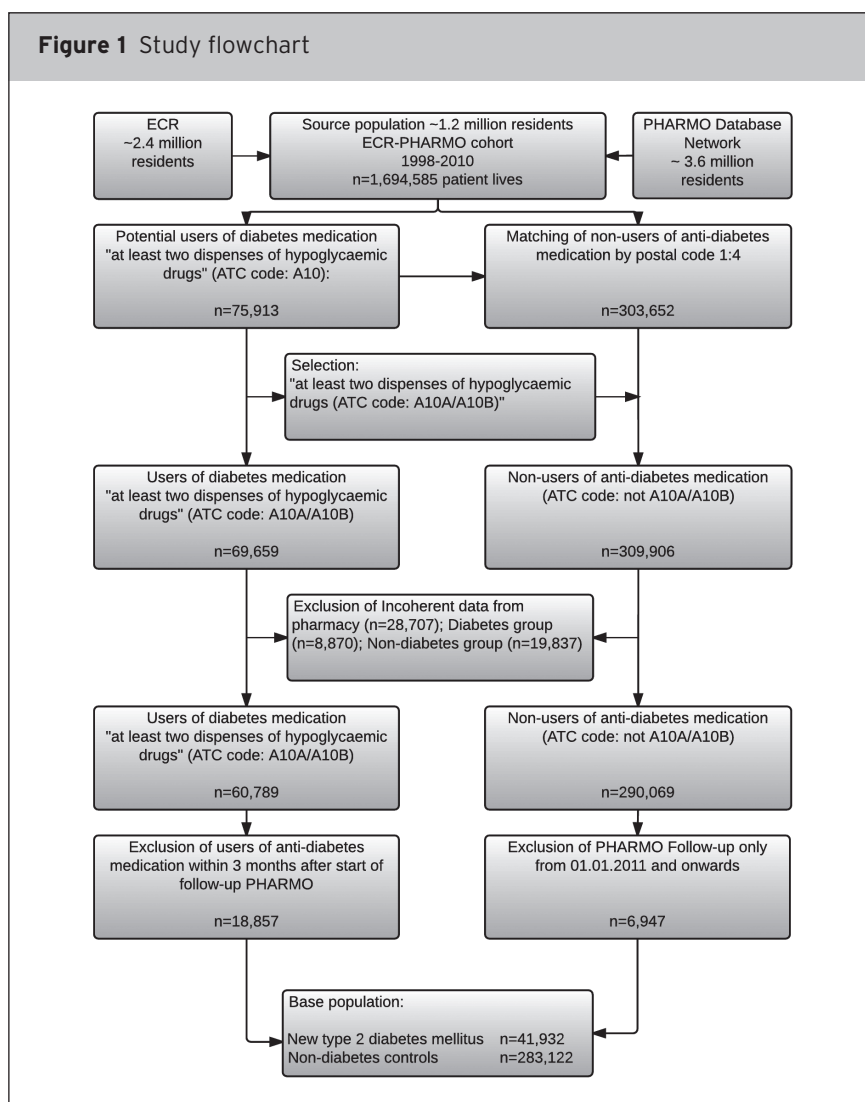 Figure 1 Study flowchart
ECR
~2.4 million
residents
Source population ~1.2 million residents
ECR-PHARMO cohort
1998-2010
n=1,694,585 patient lives
PHARMO Database
Network
~ 3.6 million
residents
Potential users of diabetes medication
"at least two dispenses of hypoglycaemic
drugs" (ATC code: A10):
n=75,913
Matching of non-users of anti-diabetes
medication by postal code 1:4
n=303,652
Selection:
"at least two dispenses of hypoglycaemic
drugs (ATC code: A10A/A10B)"
Users of diabetes medication
"at least two dispenses of hypoglycaemic
drugs" (ATC code: A10A/A10B)
n=69,659
Non-users of anti-diabetes medication
(ATC code: not A10A/A10B)
n=309,906
Exclusion of Incoherent data from
pharmacy (n=28,707); Diabetes group
(n=8,870); Non-diabetes group (n=19,837)
Users of diabetes medication
"at least two dispenses of hypoglycaemic
drugs" (ATC code: A10A/A10B)
n=60,789
Non-users of anti-diabetes medication
(ATC code: not A10A/A10B)
n=290,069
Exclusion of users of anti-diabetes
medication within 3 months after start of
follow-up PHARMO
n=18,857
Exclusion of PHARMO Follow-up only
from 01.01.2011 and onwards
n=6,947
Base population:
New type 2 diabetes mellitus n=41,932
Non-diabetes controls n=283,122